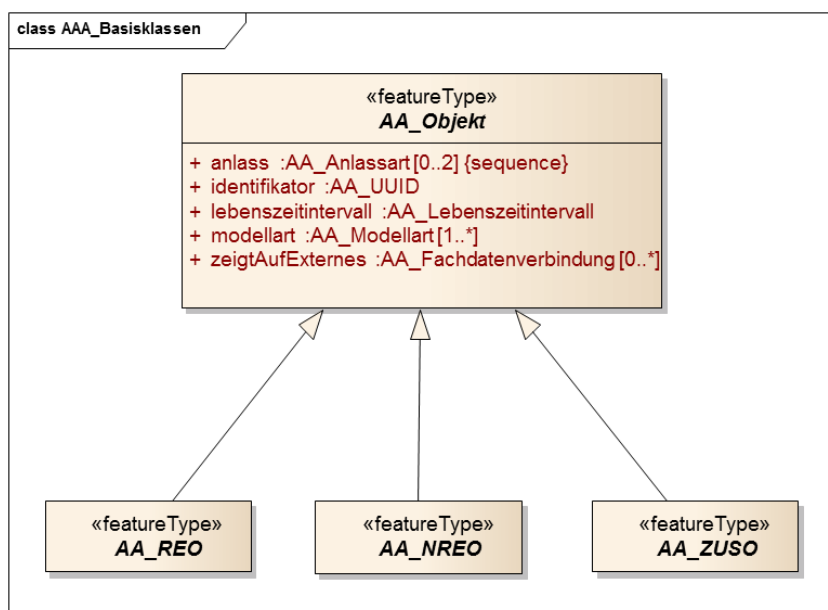 class AAA_Basisklassen
«featureType»
AA_Objekt
+ anlass :AA_Anlassart [0..2] {sequence}
+ identifikator :AA_UUID
+ lebenszeitintervall :AA_Lebenszeitintervall
+ modellart :AA_Modellart [1..*]
+ zeigtAufExternes :AA_Fachdatenverbindung [0..*]
«featureType»
AA_REO
«featureType»
AA_NREO
«featureType»
AA_ZUSO